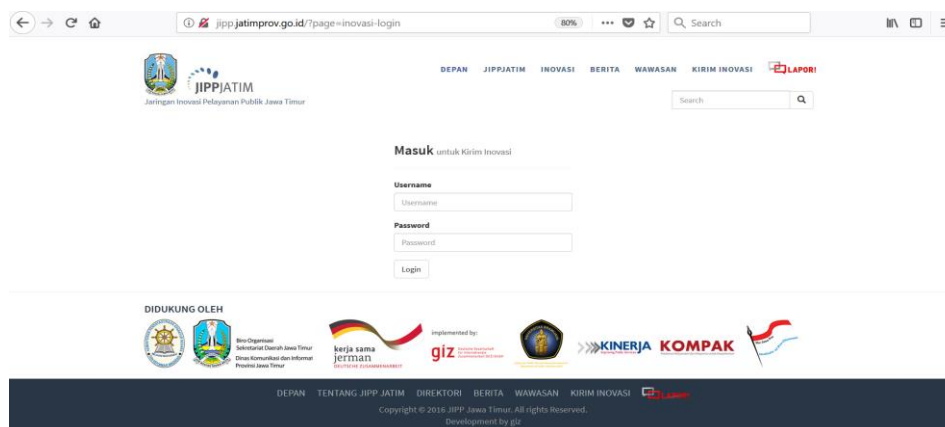 jipp.jatimprov.go.id/?page=inovasi-login
80%
Search
JIPPJATIM
Jaringan Inovasi Pelayanan Publik Jawa Timur
DEPAN JIPPJATIM INOVASI BERITA WAWASAN KIRIM INOVASI LAPOR!
Search
Masuk untuk Kirim Inovasi
Username
Username
Password
Password
Login
DIDUKUNG OLEH
Biro Organisasi
Sekretariat Daerah Jawa Timur
Dinas Komunikasi dan Informasi
Provinsi Jawa Timur
kerja sama
jerman
DEUTSCHE ZUSAMMENARBEIT
implemented by:
giz
KINERJA
KOMPAK
DEPAN TENTANG JIPP JATIM DIREKTORI BERITA WAWASAN KIRIM INOVASI LAPOR!
Copyright © 2016 JIPP Jawa Timur. All rights Reserved.
Development by giz